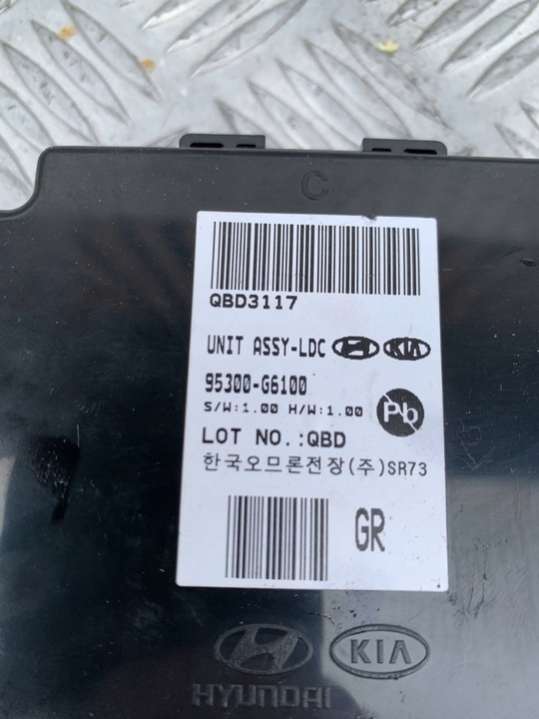 C
QBD3117
UNIT ASSY-LDC KIA
95300-G6100
S/W:1.00 H/W:1.00 Pb
LOT NO.:QBD
한국오므론전장(주)SR73
GR
KIA
HYUNDAI